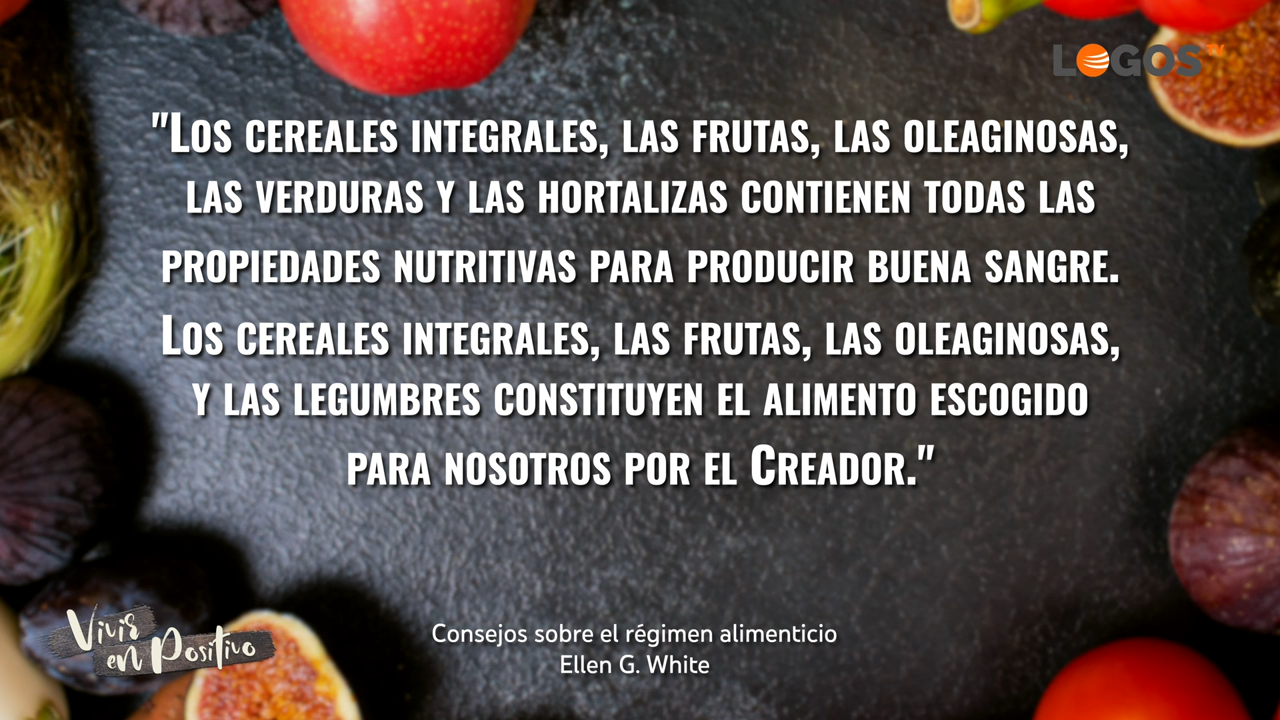 LOGOS TV
"Los cereales integrales, las frutas, las oleaginosas,
las verduras y las hortalizas contienen todas las
propiedades nutritivas para producir buena sangre.
Los cereales integrales, las frutas, las oleaginosas,
y las legumbres constituyen el alimento escogido
para nosotros por el Creador."
Vivir
en Positivo
Consejos sobre el régimen alimenticio
Ellen G. White